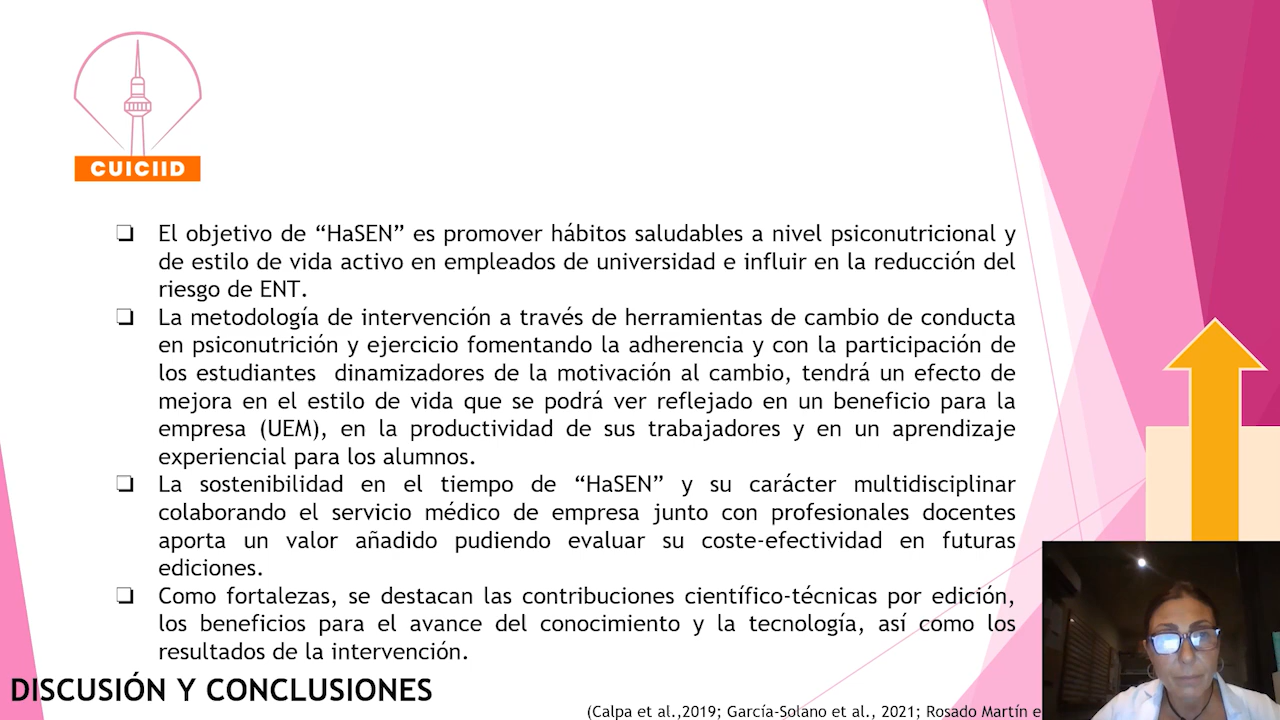 CUICIID
❑ El objetivo de “HaSEN” es promover hábitos saludables a nivel psiconutricional y
de estilo de vida activo en empleados de universidad e influir en la reducción del
riesgo de ENT.
❑ La metodología de intervención a través de herramientas de cambio de conducta
en psiconutrición y ejercicio fomentando la adherencia y con la participación de
los estudiantes dinamizadores de la motivación al cambio, tendrá un efecto de
mejora en el estilo de vida que se podrá ver reflejado en un beneficio para la
empresa (UEM), en la productividad de sus trabajadores y en un aprendizaje
experiencial para los alumnos.
❑ La sostenibilidad en el tiempo de “HaSEN” y su carácter multidisciplinar
colaborando el servicio médico de empresa junto con profesionales docentes
aporta un valor añadido pudiendo evaluar su coste-efectividad en futuras
ediciones.
❑ Como fortalezas, se destacan las contribuciones científico-técnicas por edición,
los beneficios para el avance del conocimiento y la tecnología, así como los
resultados de la intervención.
DISCUSIÓN Y CONCLUSIONES
(Calpa et al.,2019; García-Solano et al., 2021; Rosado Martín e